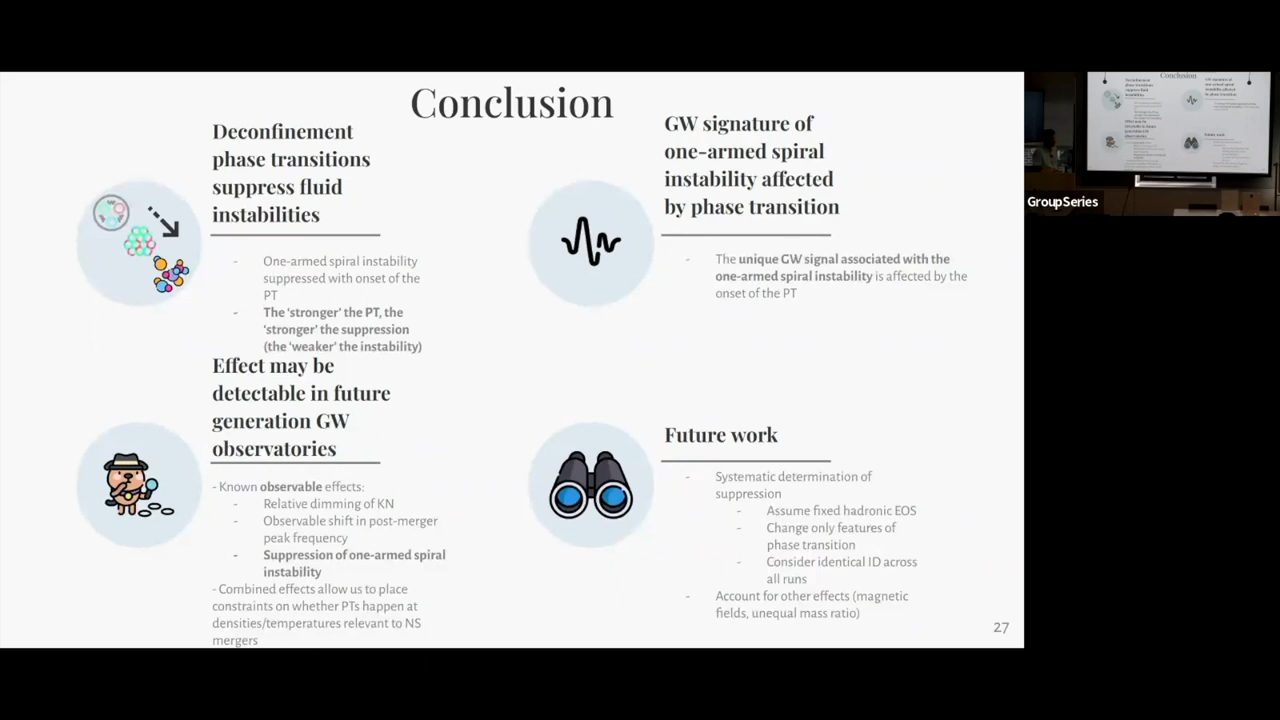 Conclusion
Deconfinement
phase transitions
suppress fluid
instabilities
- One-armed spiral instability
suppressed with onset of the
PT
- The ‘stronger’ the PT, the
‘stronger’ the suppression
(the ‘weaker’ the instability)
GW signature of
one-armed spiral
instability affected
by phase transition
- The unique GW signal associated with the
one-armed spiral instability is affected by the
onset of the PT
Effect may be
detectable in future
generation GW
observatories
- Known observable effects:
- Relative dimming of KN
- Observable shift in post-merger
peak frequency
- Suppression of one-armed spiral
instability
- Combined effects allow us to place
constraints on whether PTs happen at
densities/temperatures relevant to NS
mergers
Future work
- Systematic determination of
suppression
- Assume fixed hadronic EOS
- Change only features of
phase transition
- Consider identical ID across
all runs
- Account for other effects (magnetic
fields, unequal mass ratio)
27
Conclusion
GroupSeries